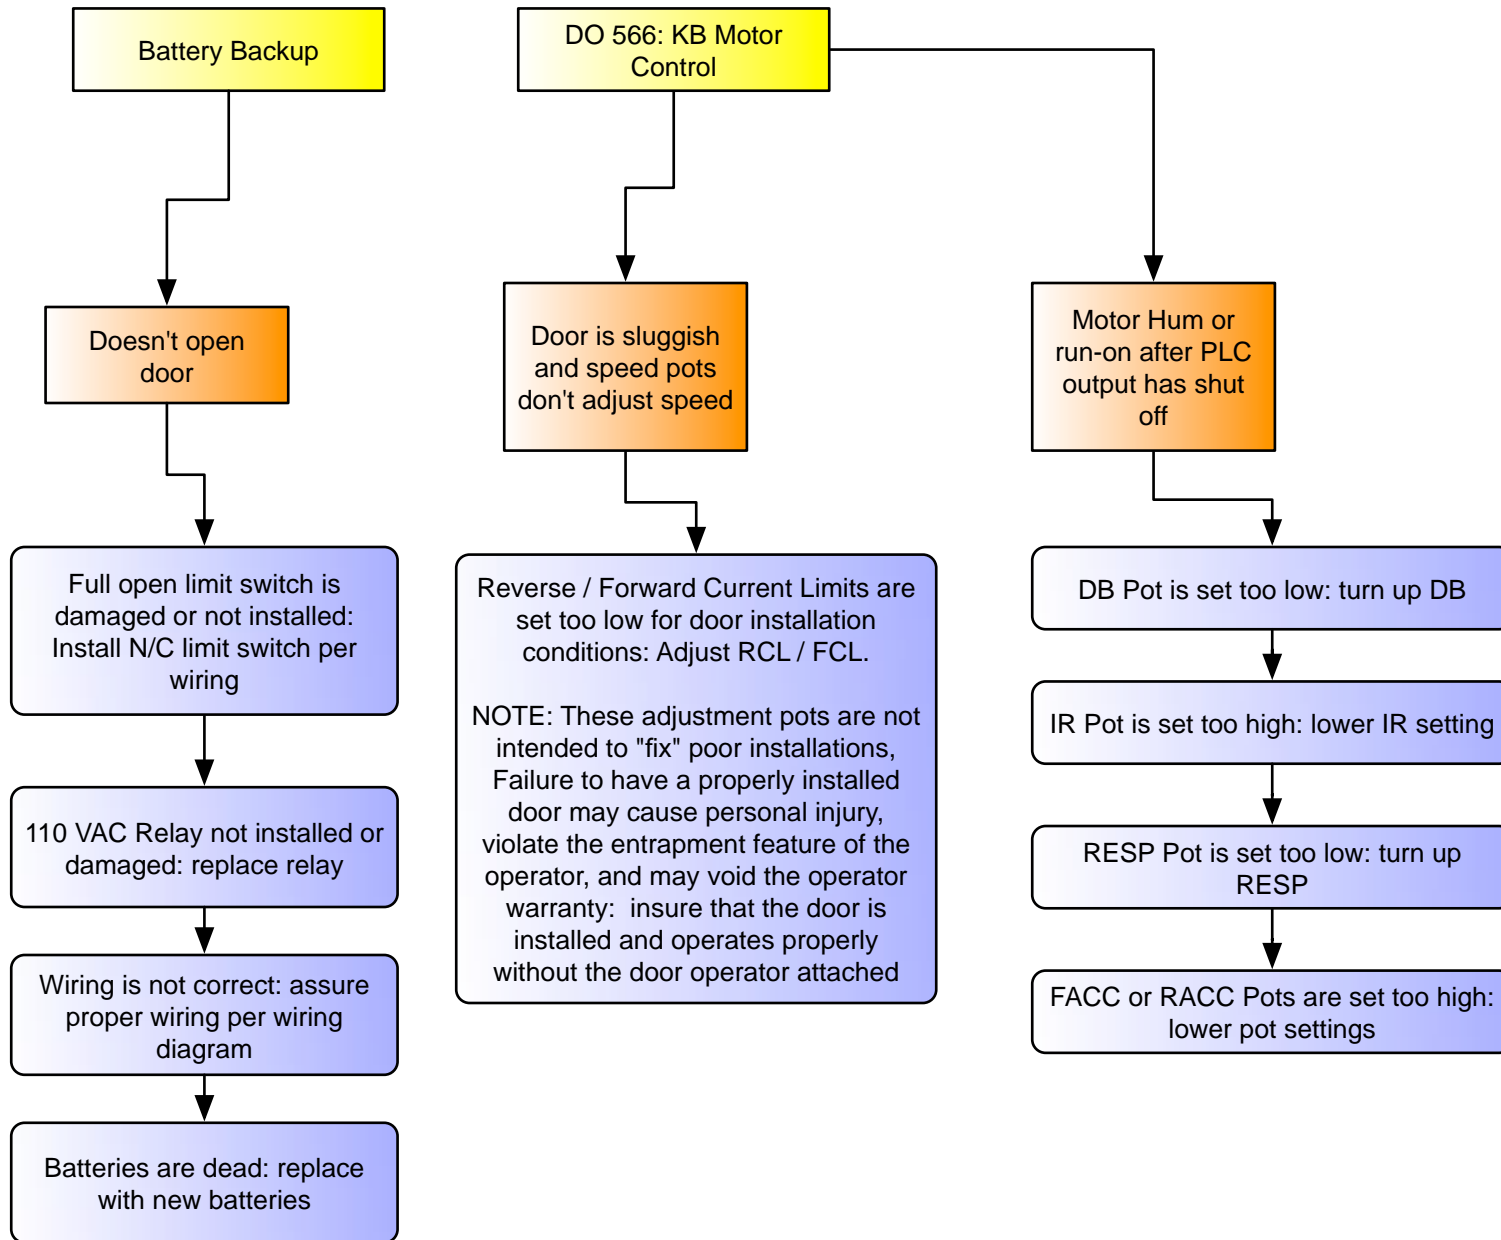 Battery Backup
DO 566: KB Motor
Control
Doesn't open
door
Door is sluggish
and speed pots
don't adjust speed
Motor Hum or
run-on after PLC
output has shut
off
Full open limit switch is
damaged or not installed:
Install N/C limit switch per
wiring
110 VAC Relay not installed or
damaged: replace relay
Wiring is not correct: assure
proper wiring per wiring
diagram
Batteries are dead: replace
with new batteries
Reverse / Forward Current Limits are
set too low for door installation
conditions: Adjust RCL / FCL.
NOTE: These adjustment pots are not
intended to "fix" poor installations,
Failure to have a properly installed
door may cause personal injury,
violate the entrapment feature of the
operator, and may void the operator
warranty:  insure that the door is
installed and operates properly
without the door operator attached
DB Pot is set too low: turn up DB
IR Pot is set too high: lower IR setting
RESP Pot is set too low: turn up
RESP
FACC or RACC Pots are set too high:
lower pot settings